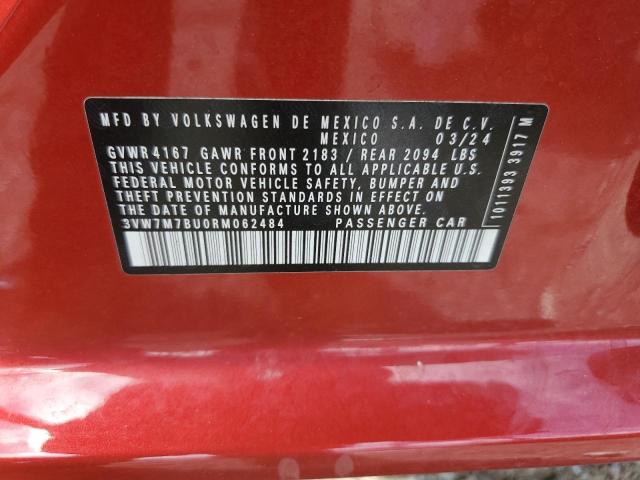 MFD BY VOLKSWAGEN DE MEXICO S.A. DE C.V.
MEXICO 03/24
GVWR 4167 GAWR FRONT 2183 / REAR 2094 LBS
THIS VEHICLE CONFORMS TO ALL APPLICABLE U.S.
FEDERAL MOTOR VEHICLE SAFETY, BUMPER AND
THEFT PREVENTION STANDARDS IN EFFECT ON
THE DATE OF MANUFACTURE SHOWN ABOVE.
3VW7M7BU0RM062484 PASSENGER CAR
1011393 3917 M